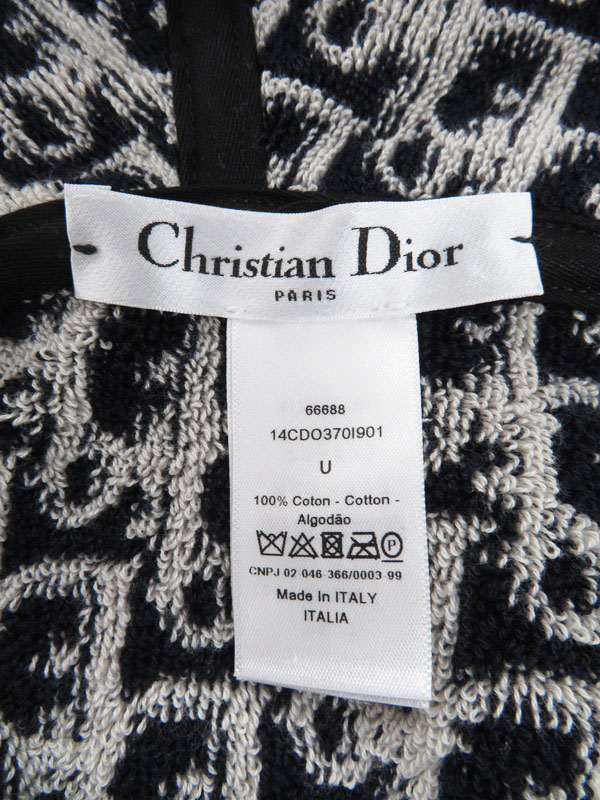 Christian Dior
PARIS
66688
14CDO370I901
U
100% Coton - Cotton -
Algodão
P
CNPJ 02 046 366/0003 99
Made In ITALY
ITALIA